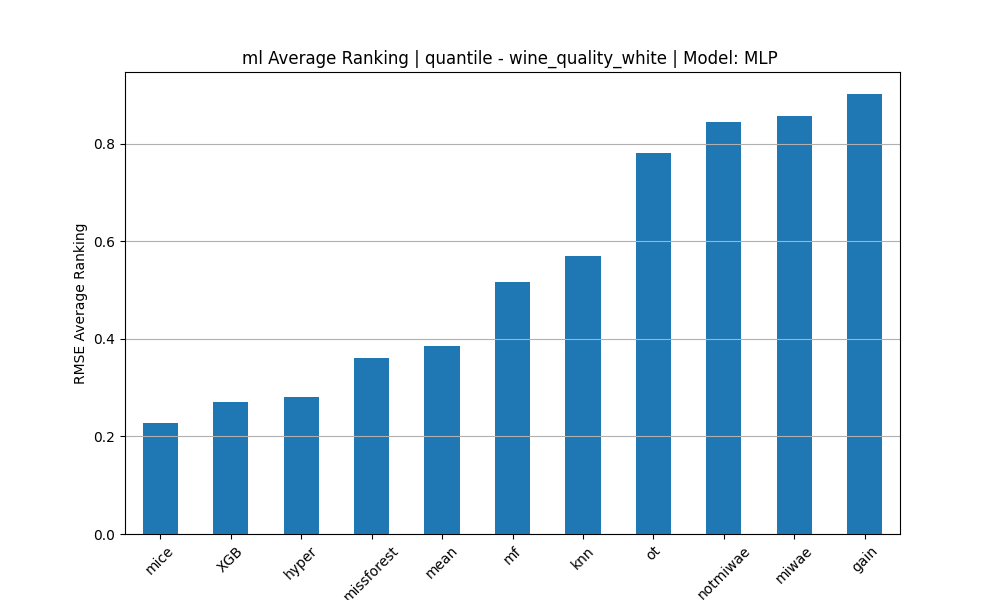 ml Average Ranking | quantile - wine_quality_white | Model: MLP
RMSE Average Ranking
0.8
0.6
0.4
0.2
0.0
mice
XGB
hyper
missforest
mean
mf
knn
ot
notmiwae
miwae
gain